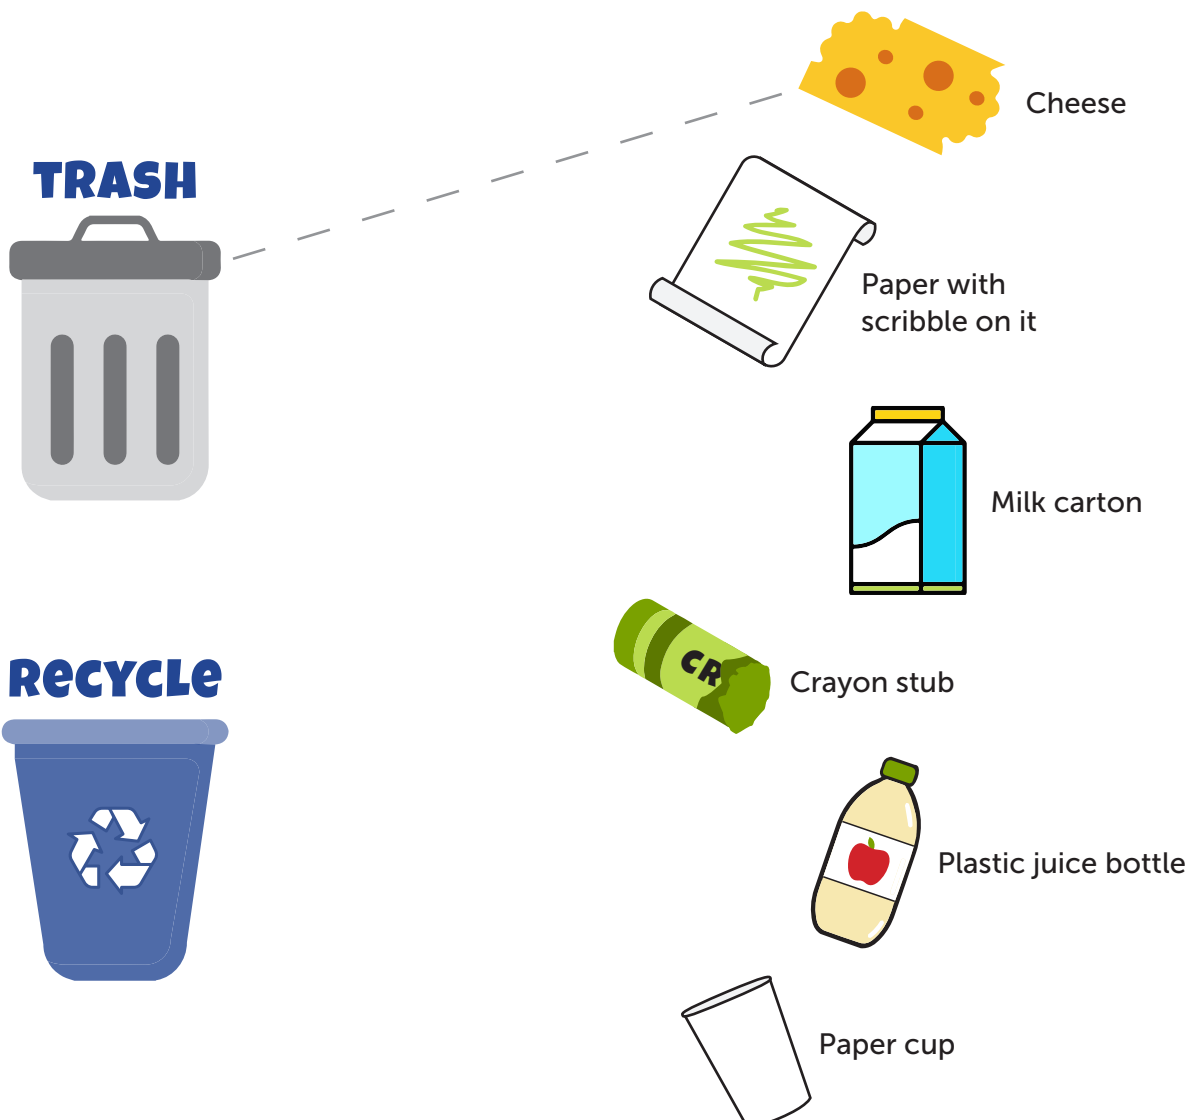 Cheese
TRASH
Paper with
scribble on it
Milk carton
RECYCLE
CR
Crayon stub
Plastic juice bottle
Paper cup